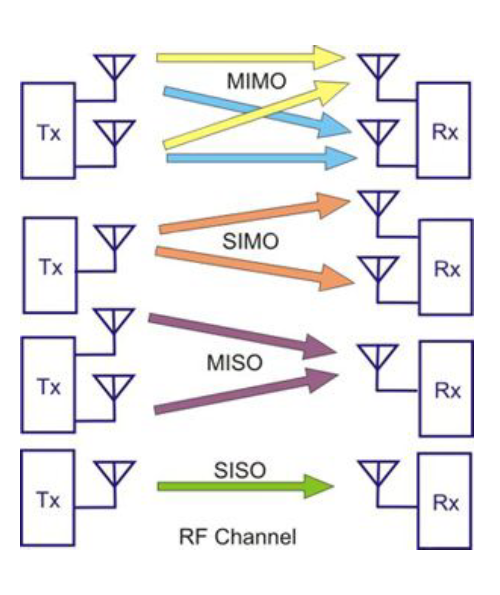 MIMO
Tx
Rx
SIMO
Tx
Rx
MISO
Tx
Rx
SISO
Tx
Rx
RF Channel